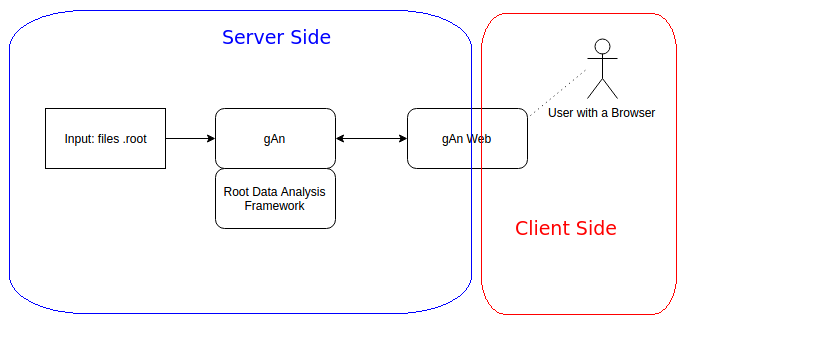 Server Side
Input: files .root
gAn
gAn Web
Root Data Analysis
Framework
User with a Browser
Client Side